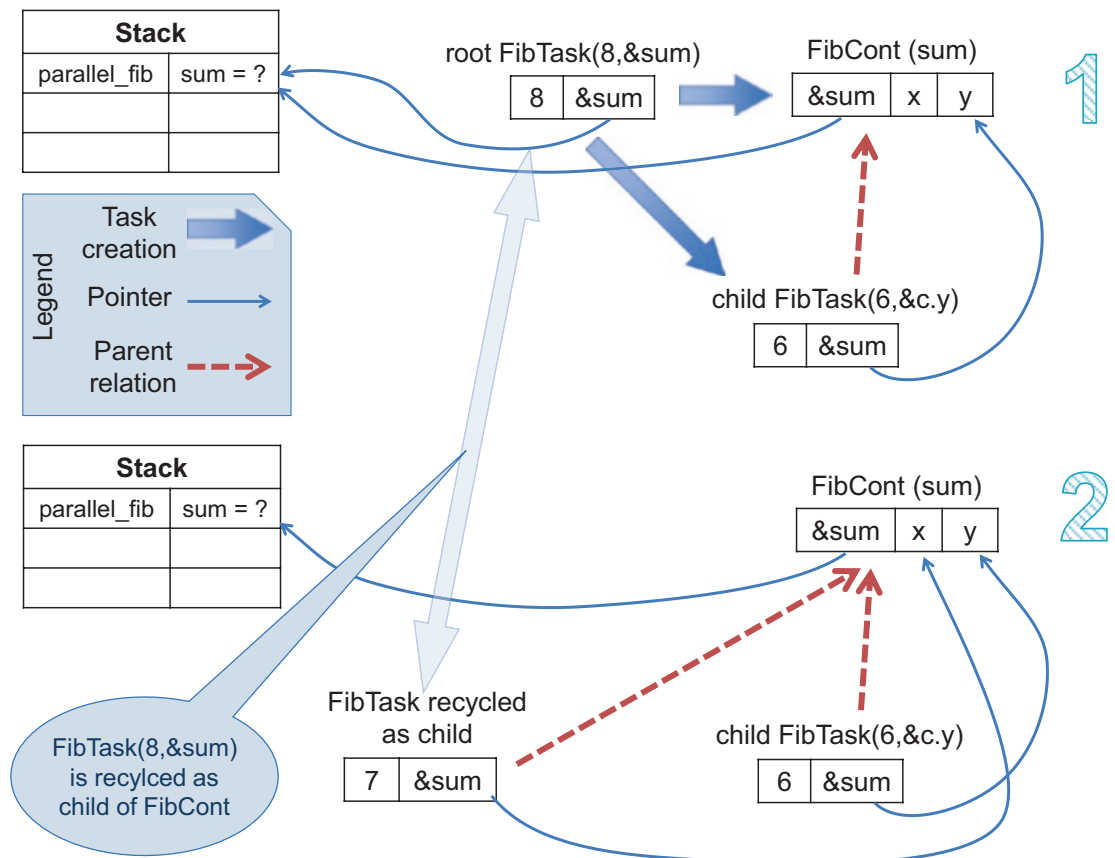 Stack
parallel_fib sum = ?
root FibTask(8,&sum)
8 &sum
FibCont (sum)
&sum x y
1
Legend
Task
creation
Pointer
Parent
relation
child FibTask(6,&c.y)
6 &sum
Stack
parallel_fib sum = ?
FibCont (sum)
&sum x y
2
FibTask(8,&sum)
is recylced as
child of FibCont
FibTask recycled
as child
7 &sum
child FibTask(6,&c.y)
6 &sum